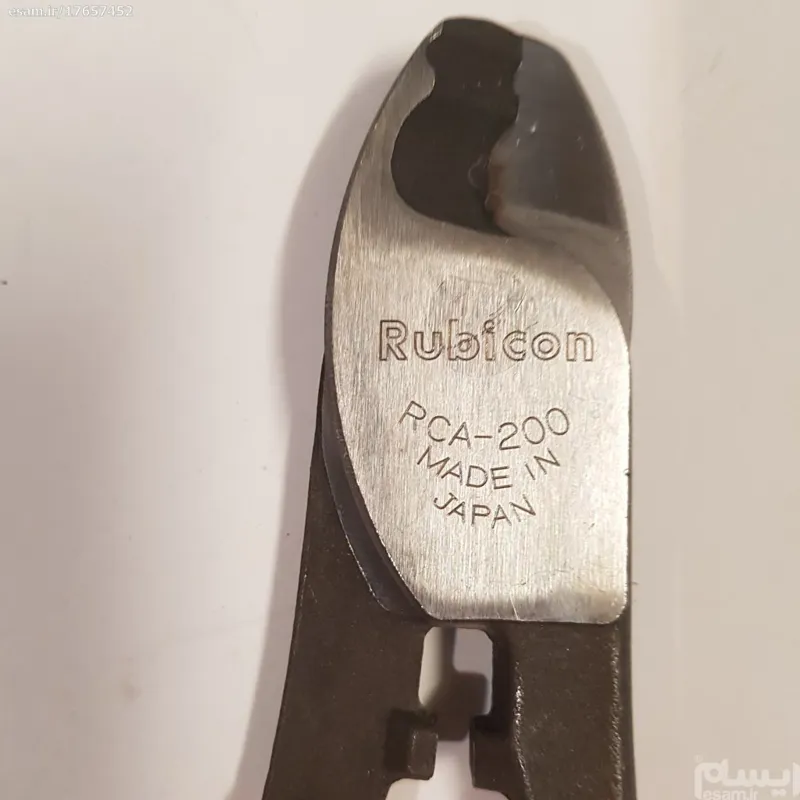 esam.ir/17657452
Rubicon
RCA-200
MADE IN
JAPAN
ایسام
esam.ir